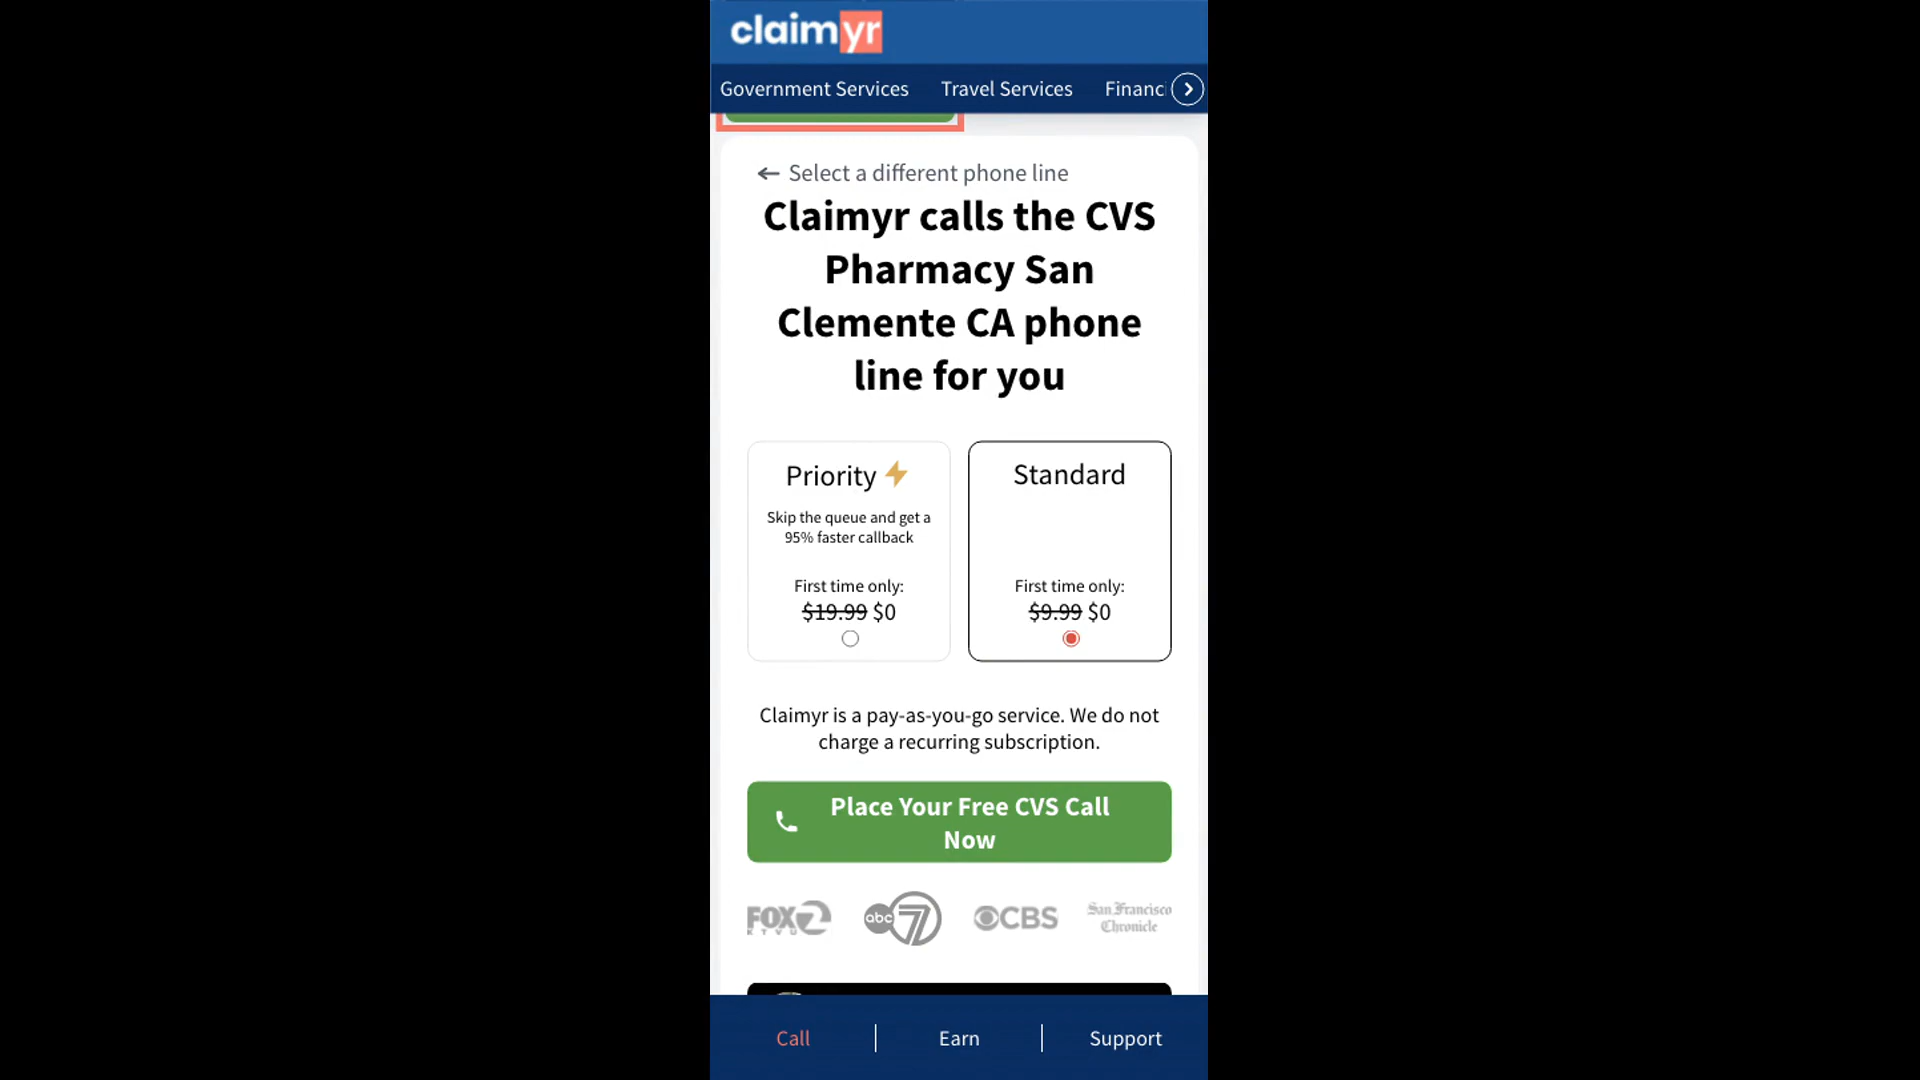 claimyr
Government Services Travel Services Financ
Select a different phone line
Claimyr calls the CVS
Pharmacy San
Clemente CA phone
line for you
Priority
Skip the queue and get a
95% faster callback
First time only:
$19.99 $0
Standard
First time only:
$9.99 $0
Claimyr is a pay-as-you-go service. We do not
charge a recurring subscription.
Place Your Free CVS Call
Now
FOX 2
KTVU
abc 7
CBS
San Francisco
Chronicle
Call Earn Support